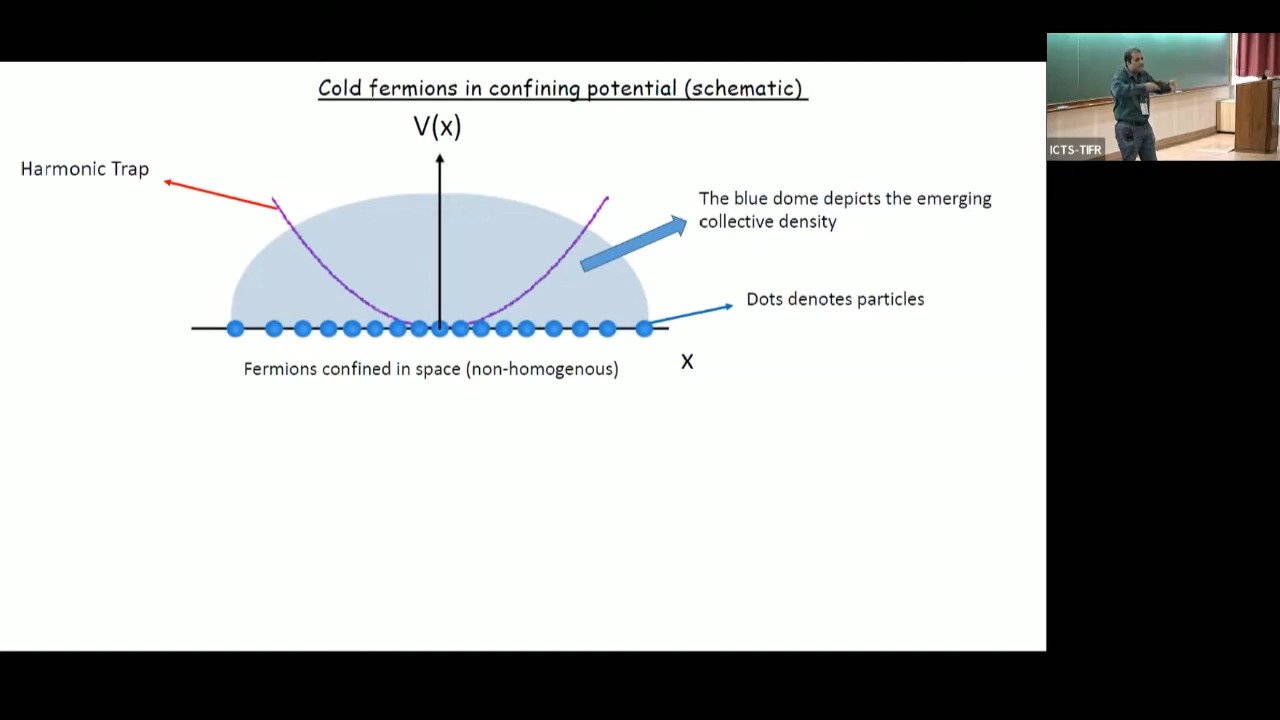 Cold fermions in confining potential (schematic)
V(x)
Harmonic Trap
The blue dome depicts the emerging
collective density
Dots denotes particles
Fermions confined in space (non-homogenous)
x
ICTS-TIFR